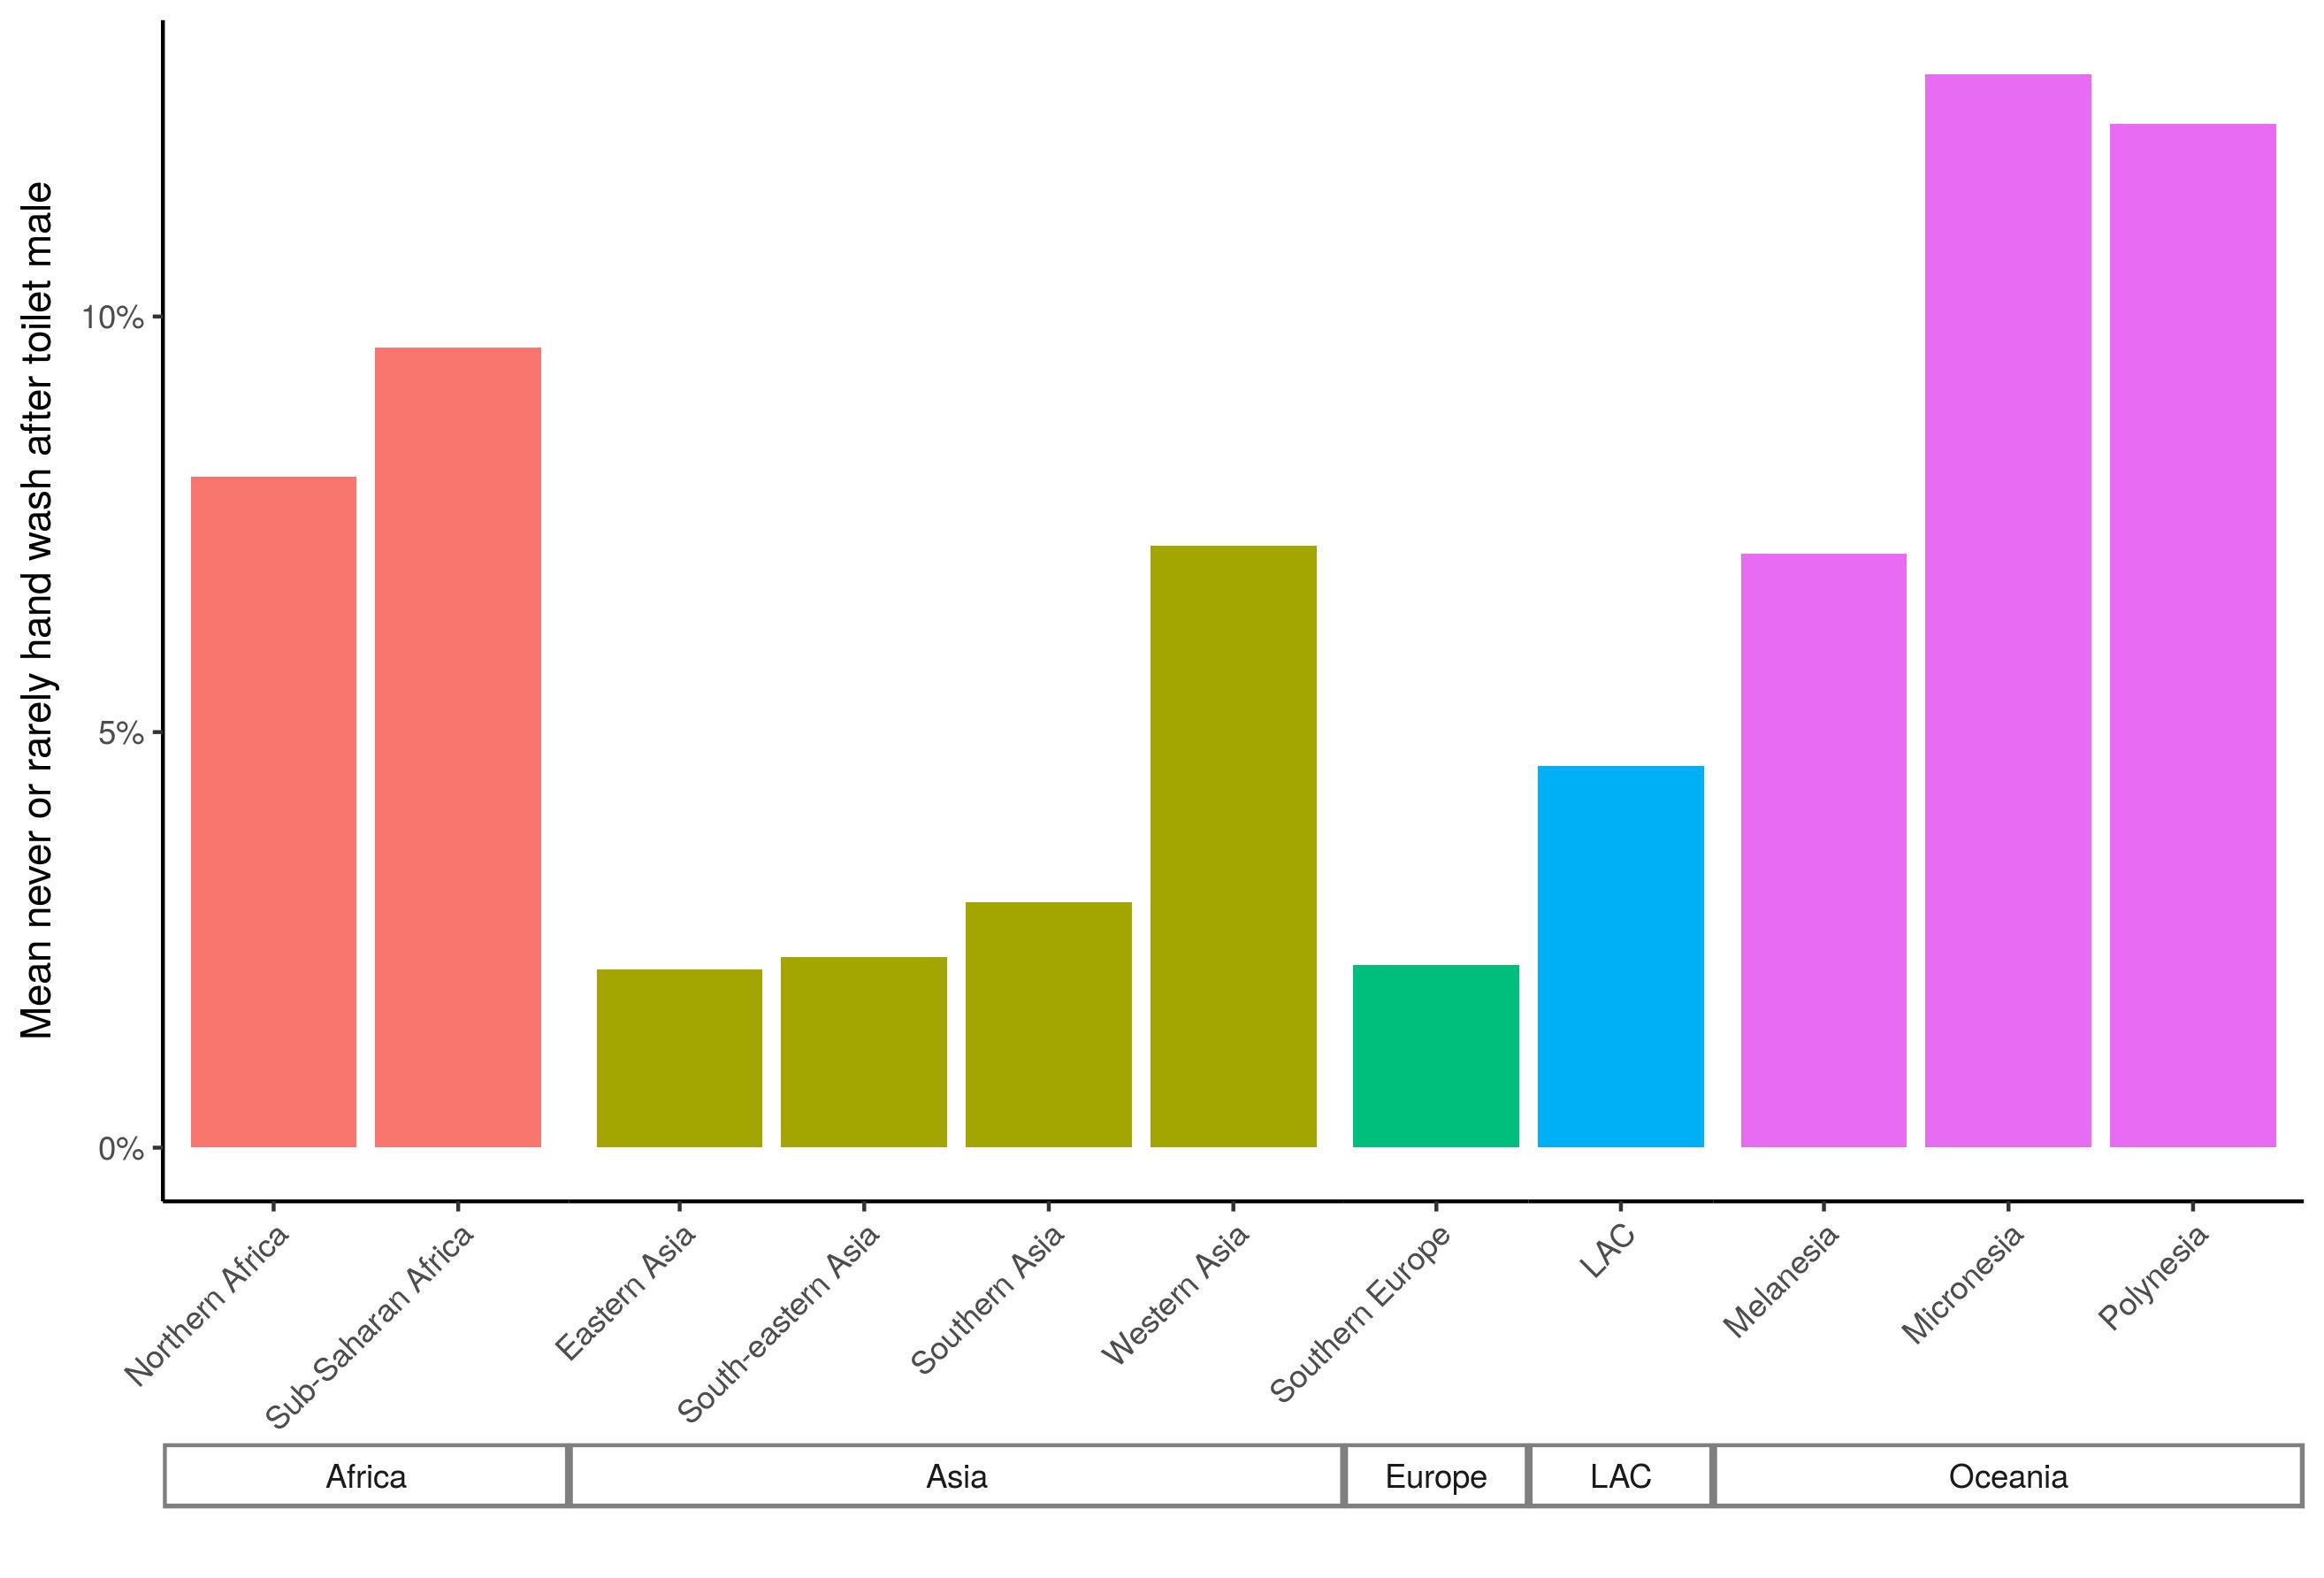 Mean never or rarely hand wash after toilet male
10%
5%
0%
Northern Africa
Sub-Saharan Africa
Eastern Asia
South-eastern Asia
Southern Asia
Western Asia
Southern Europe
LAC
Melanesia
Micronesia
Polynesia
Africa
Asia
Europe
LAC
Oceania